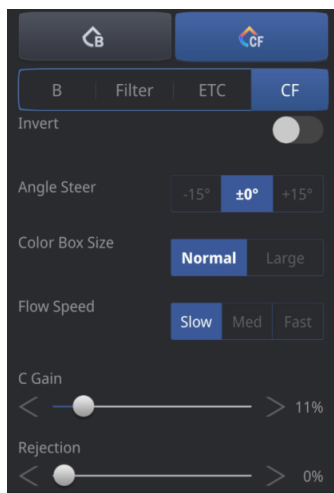 B
CF
B Filter ETC CF
Invert
Angle Steer
-15° ±0° +15°
Color Box Size
Normal Large
Flow Speed
Slow Med Fast
C Gain
11%
Rejection
0%